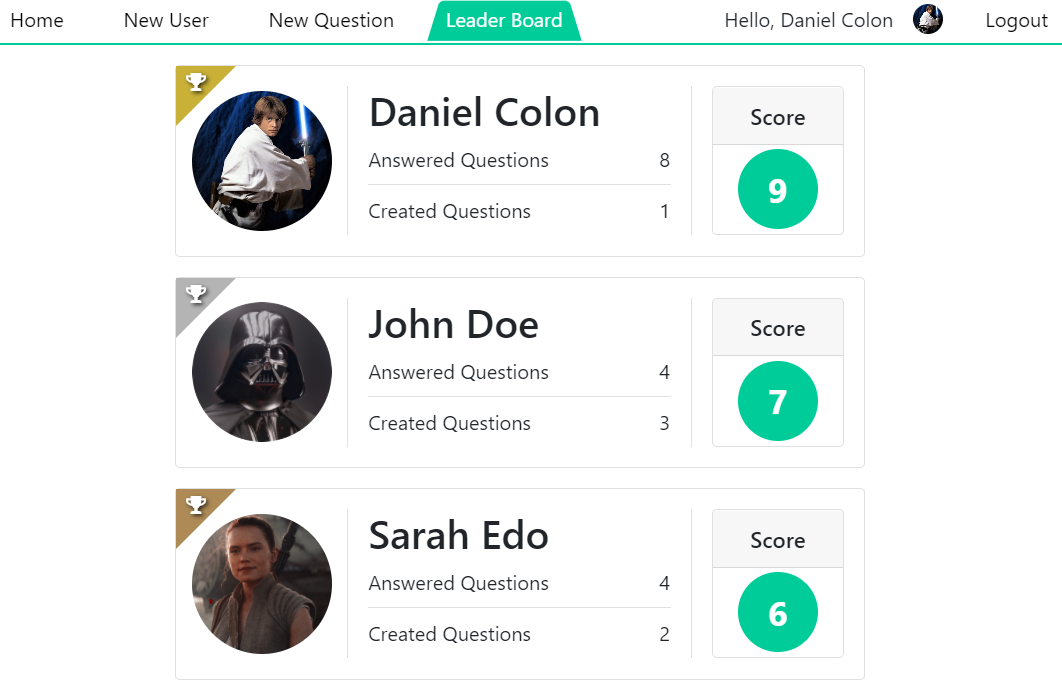 Home New User New Question Leader Board Hello, Daniel Colon Logout
Daniel Colon
Answered Questions 8
Created Questions 1
Score
9
John Doe
Answered Questions 4
Created Questions 3
Score
7
Sarah Edo
Answered Questions 4
Created Questions 2
Score
6